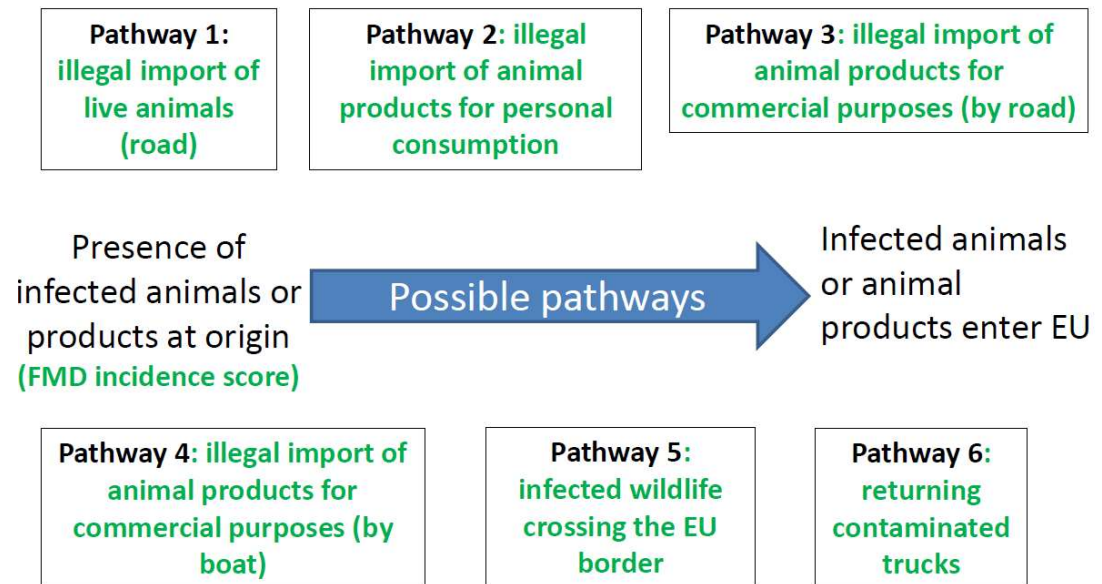 Pathway 1:
illegal import of
live animals
(road)
Pathway 2: illegal
import of animal
products for personal
consumption
Pathway 3: illegal import of
animal products for
commercial purposes (by road)
Presence of
infected animals or
products at origin
(FMD incidence score)
Possible pathways
Infected animals
or animal
products enter EU
Pathway 4: illegal import of
animal products for
commercial purposes (by
boat)
Pathway 5:
infected wildlife
crossing the EU
border
Pathway 6:
returning
contaminated
trucks